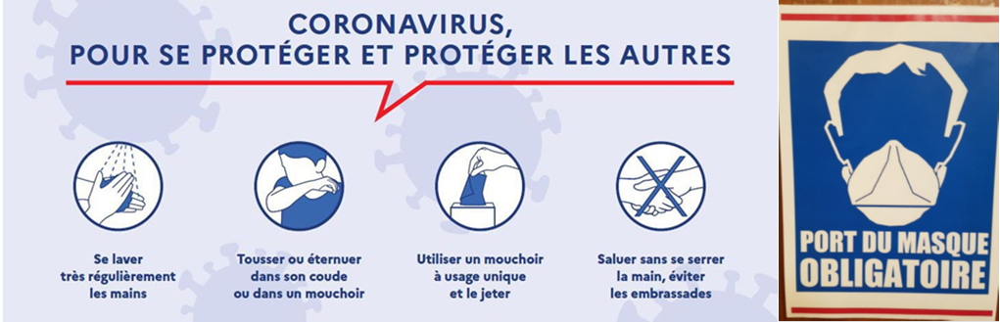 CORONAVIRUS,
POUR SE PROTÉGER ET PROTÉGER LES AUTRES
Se laver
très régulièrement
les mains
Tousser ou éternuer
dans son coude
ou dans un mouchoir
Utiliser un mouchoir
à usage unique
et le jeter
Saluer sans se serrer
la main, éviter
les embrassades
PORT DU MASQUE
OBLIGATOIRE